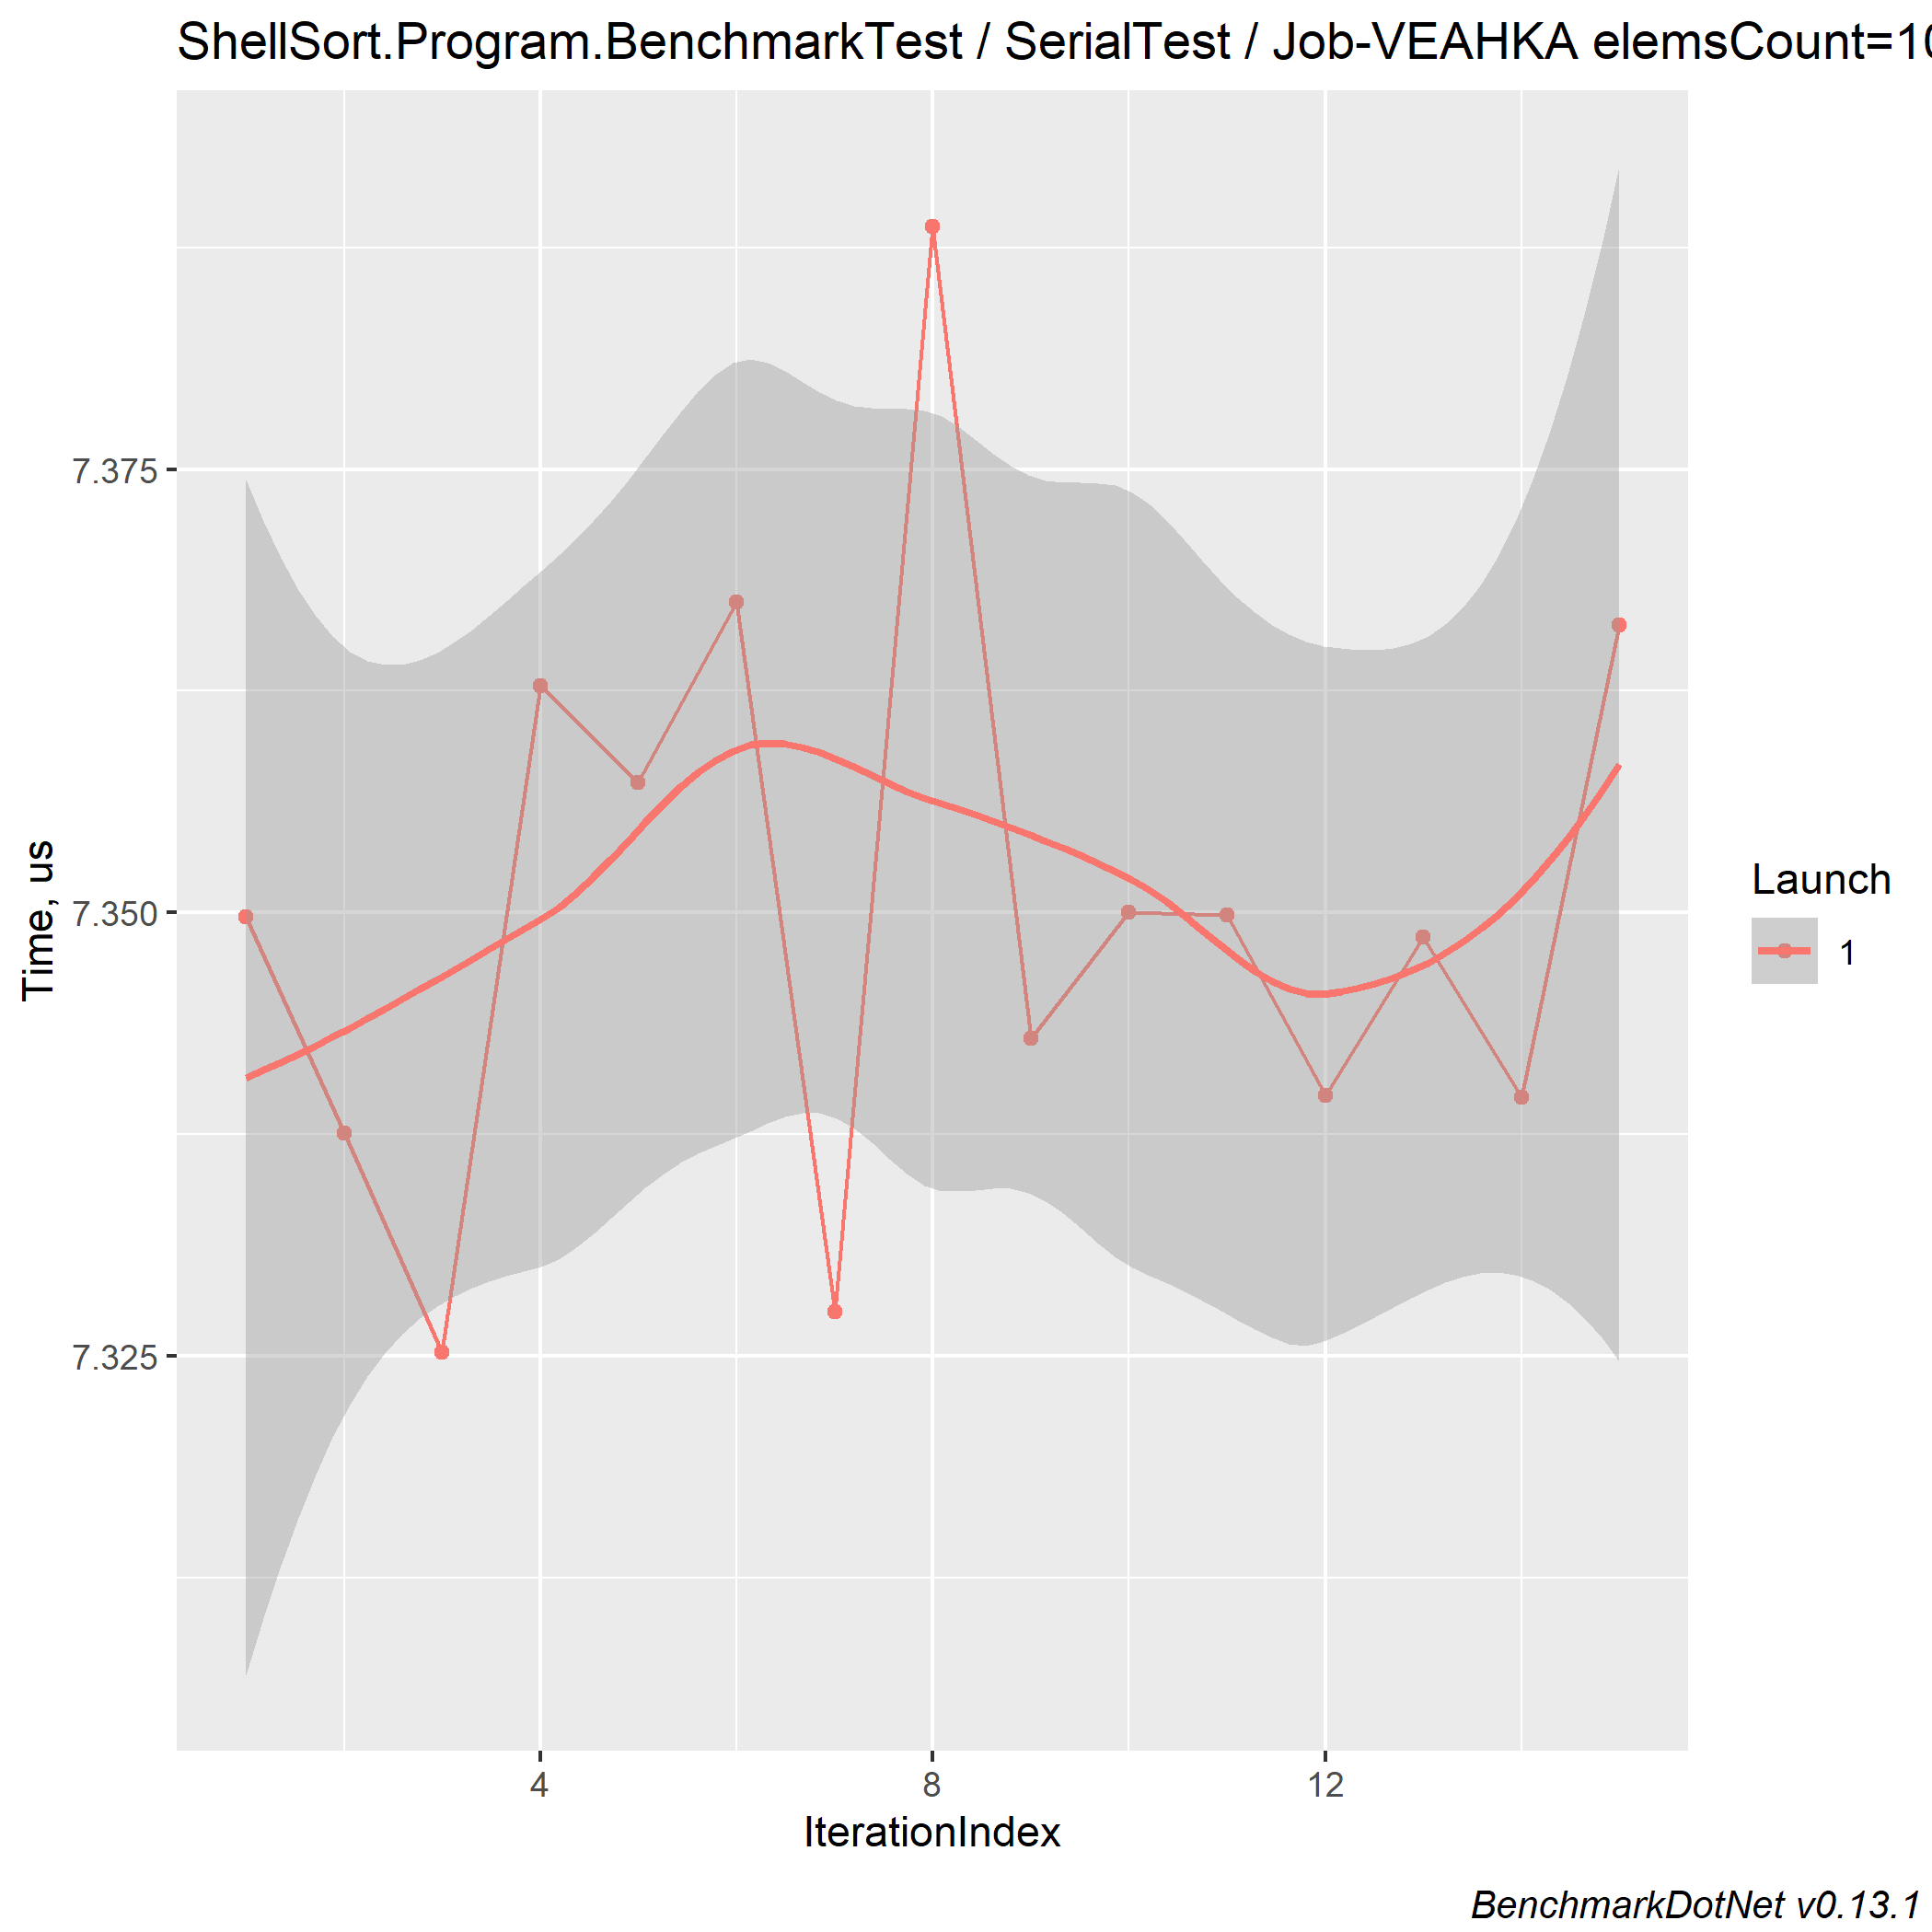 ShellSort.Program.BenchmarkTest / SerialTest / Job-VEAHKA elemsCount=10
7.375
7.350
7.325
Time, us
4 8 12
IterationIndex
Launch
1
BenchmarkDotNet v0.13.1